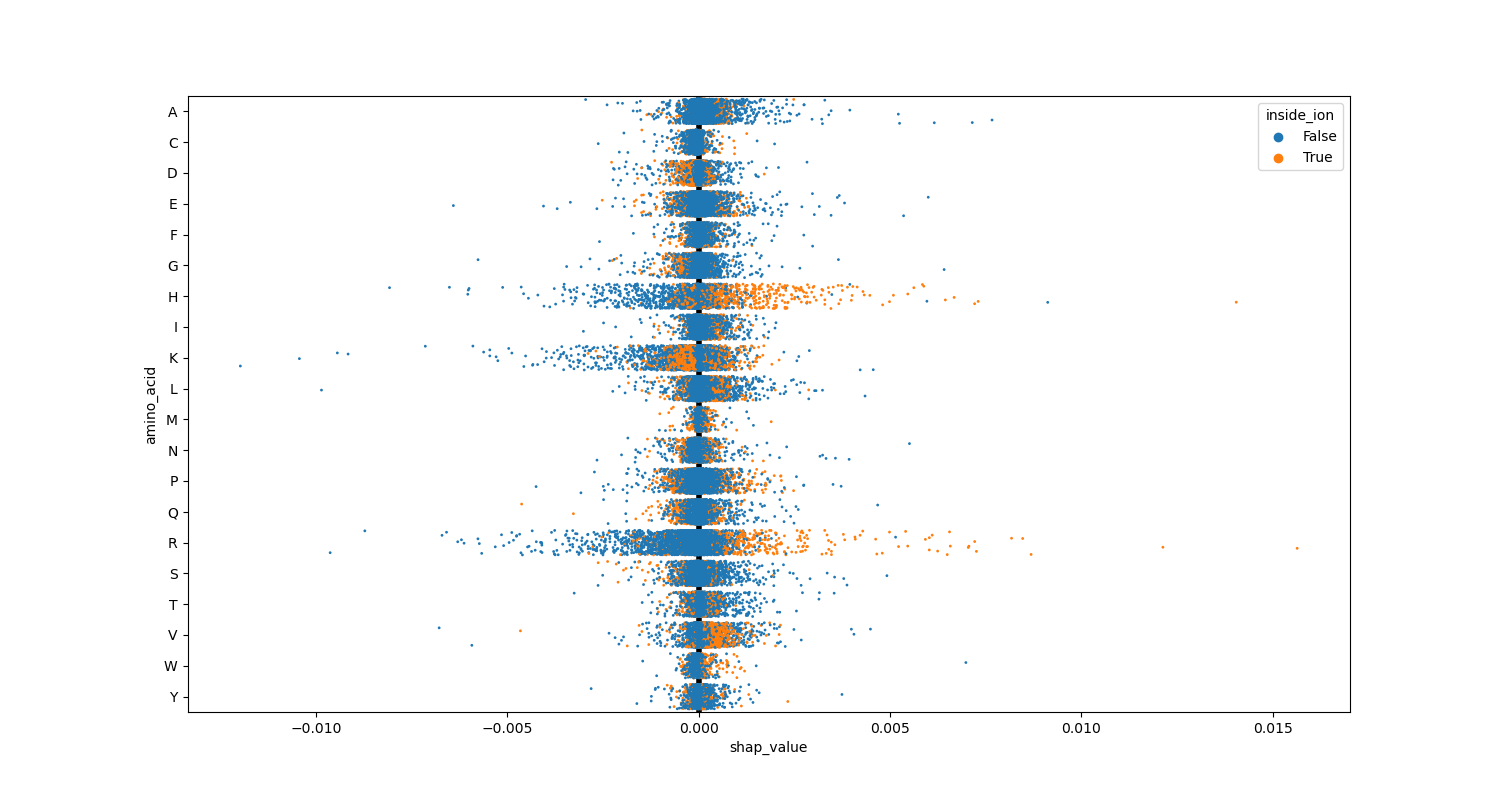 inside_ion
False
True
amino_acid
A
C
D
E
F
G
H
I
K
L
M
N
P
Q
R
S
T
V
W
Y
−0.010 −0.005 0.000 0.005 0.010 0.015
shap_value